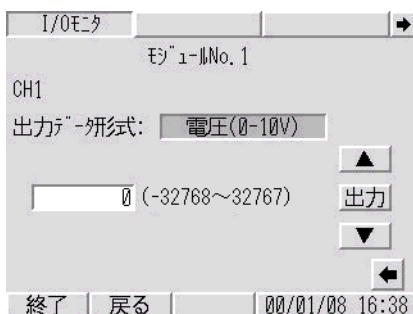 I/Oﾓﾆﾀ
ﾓｼﾞｭｰﾙNo.1
CH1
出力ﾃﾞｰﾀ形式: 電圧(0-10V)
▲
0 (-32768～32767) 出力
▼
終了 戻る 00/01/08 16:38